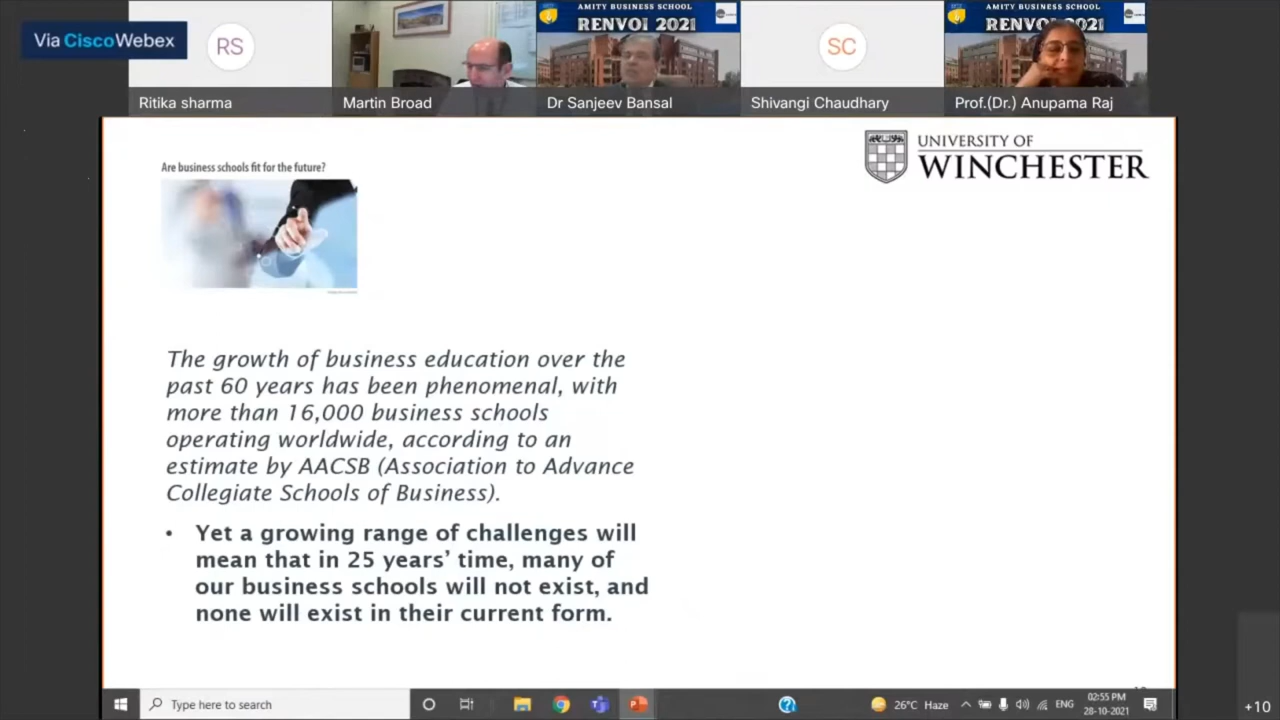 Via CiscoWebex
RS
Ritika sharma
Martin Broad
AMITY BUSINESS SCHOOL
RENVOI 2021
Dr Sanjeev Bansal
SC
Shivangi Chaudhary
AMITY BUSINESS SCHOOL
RENVOI 2021
Prof.(Dr.) Anupama Raj
UNIVERSITY OF
WINCHESTER
Are business schools fit for the future?
The growth of business education over the
past 60 years has been phenomenal, with
more than 16,000 business schools
operating worldwide, according to an
estimate by AACSB (Association to Advance
Collegiate Schools of Business).
• Yet a growing range of challenges will
mean that in 25 years’ time, many of
our business schools will not exist, and
none will exist in their current form.
Type here to search
26°C Haze
ENG
02:55 PM
28-10-2021
+10